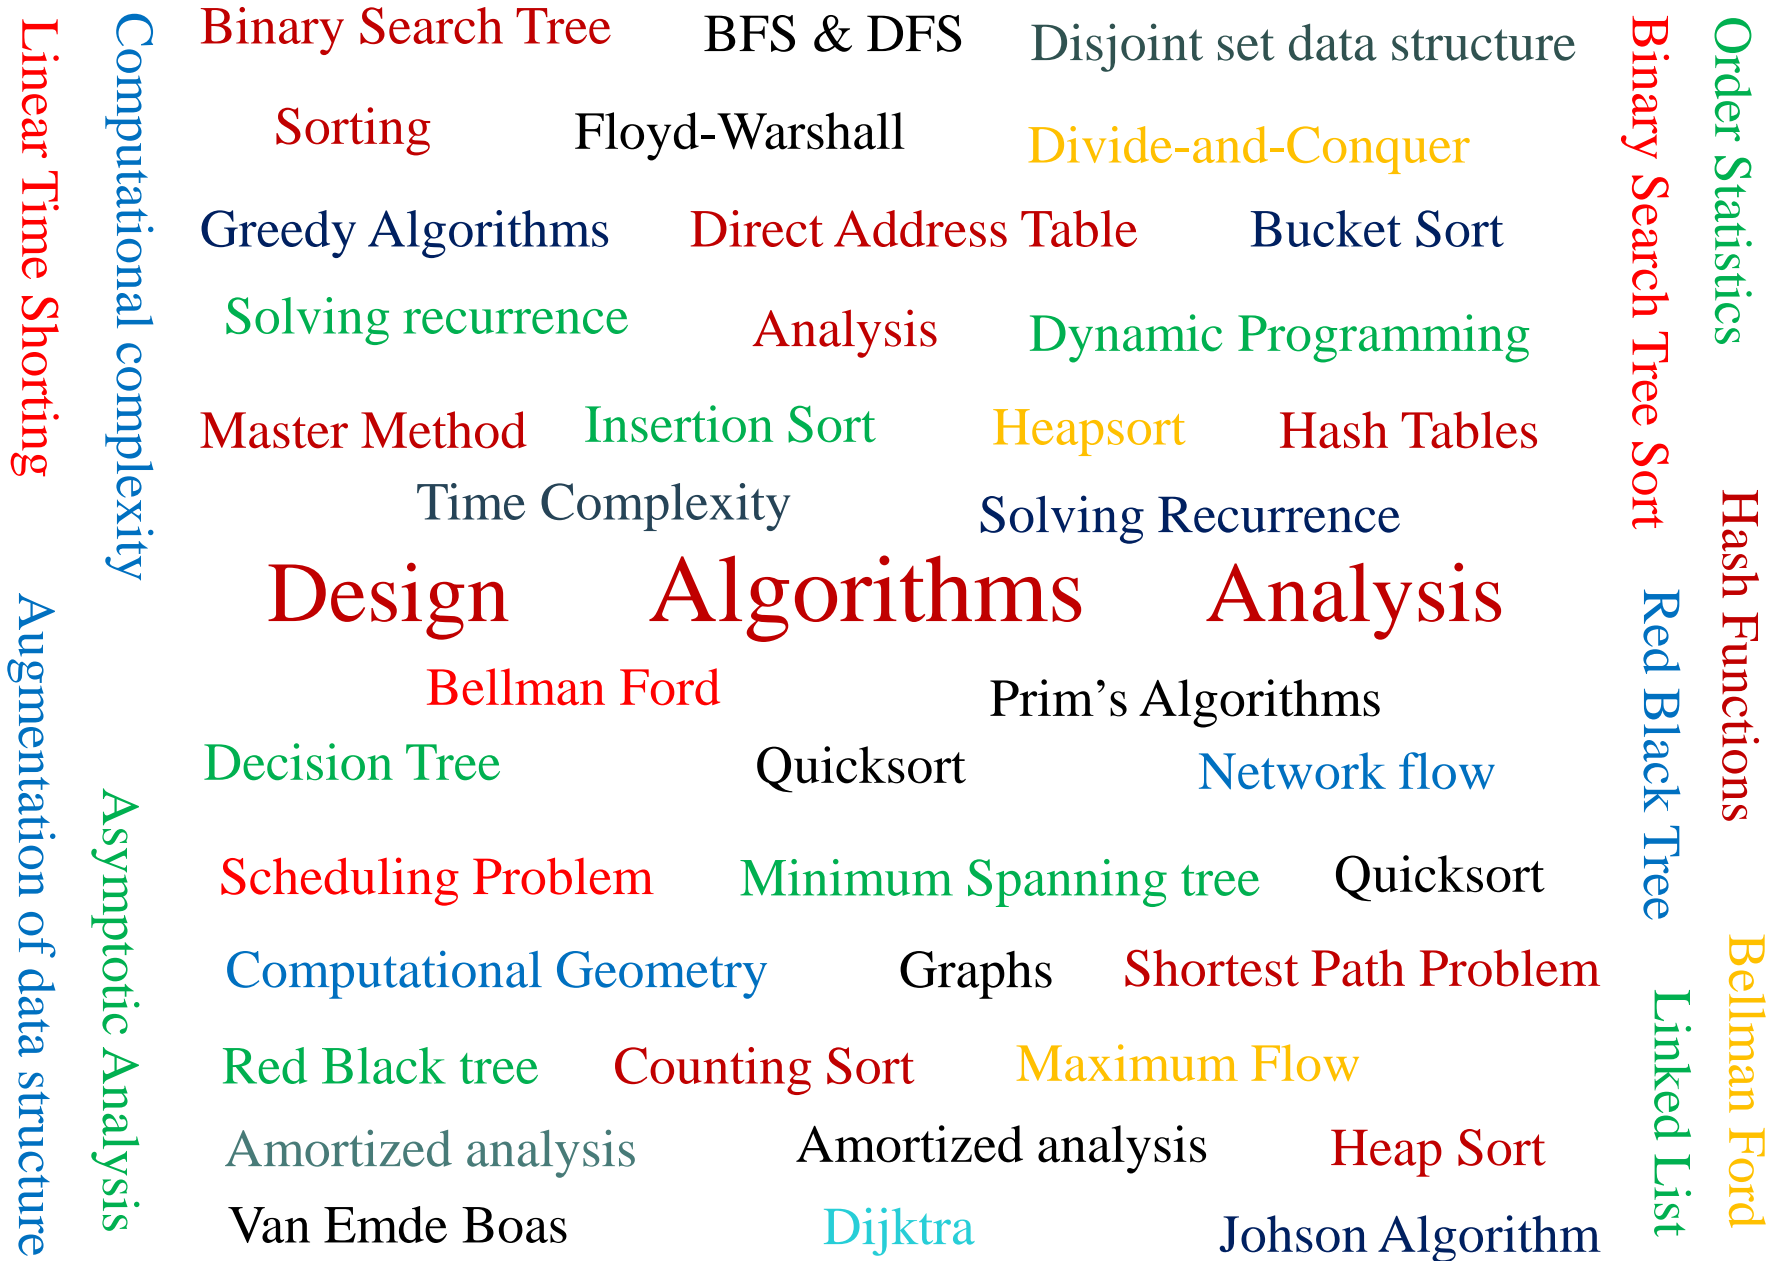 Linear Time Shorting
Computational complexity
Augmentation of data structure
Asymptotic Analysis
Binary Search Tree
BFS & DFS
Disjoint set data structure
Sorting
Floyd-Warshall
Divide-and-Conquer
Greedy Algorithms
Direct Address Table
Bucket Sort
Solving recurrence
Analysis
Dynamic Programming
Master Method
Insertion Sort
Heapsort
Hash Tables
Time Complexity
Solving Recurrence
Design
Algorithms
Analysis
Bellman Ford
Prim’s Algorithms
Decision Tree
Quicksort
Network flow
Scheduling Problem
Minimum Spanning tree
Quicksort
Computational Geometry
Graphs
Shortest Path Problem
Red Black tree
Counting Sort
Maximum Flow
Amortized analysis
Amortized analysis
Heap Sort
Van Emde Boas
Dijktra
Johson Algorithm
Binary Search Tree Sort
Order Statistics
Red Black Tree
Hash Functions
Linked List
Bellman Ford